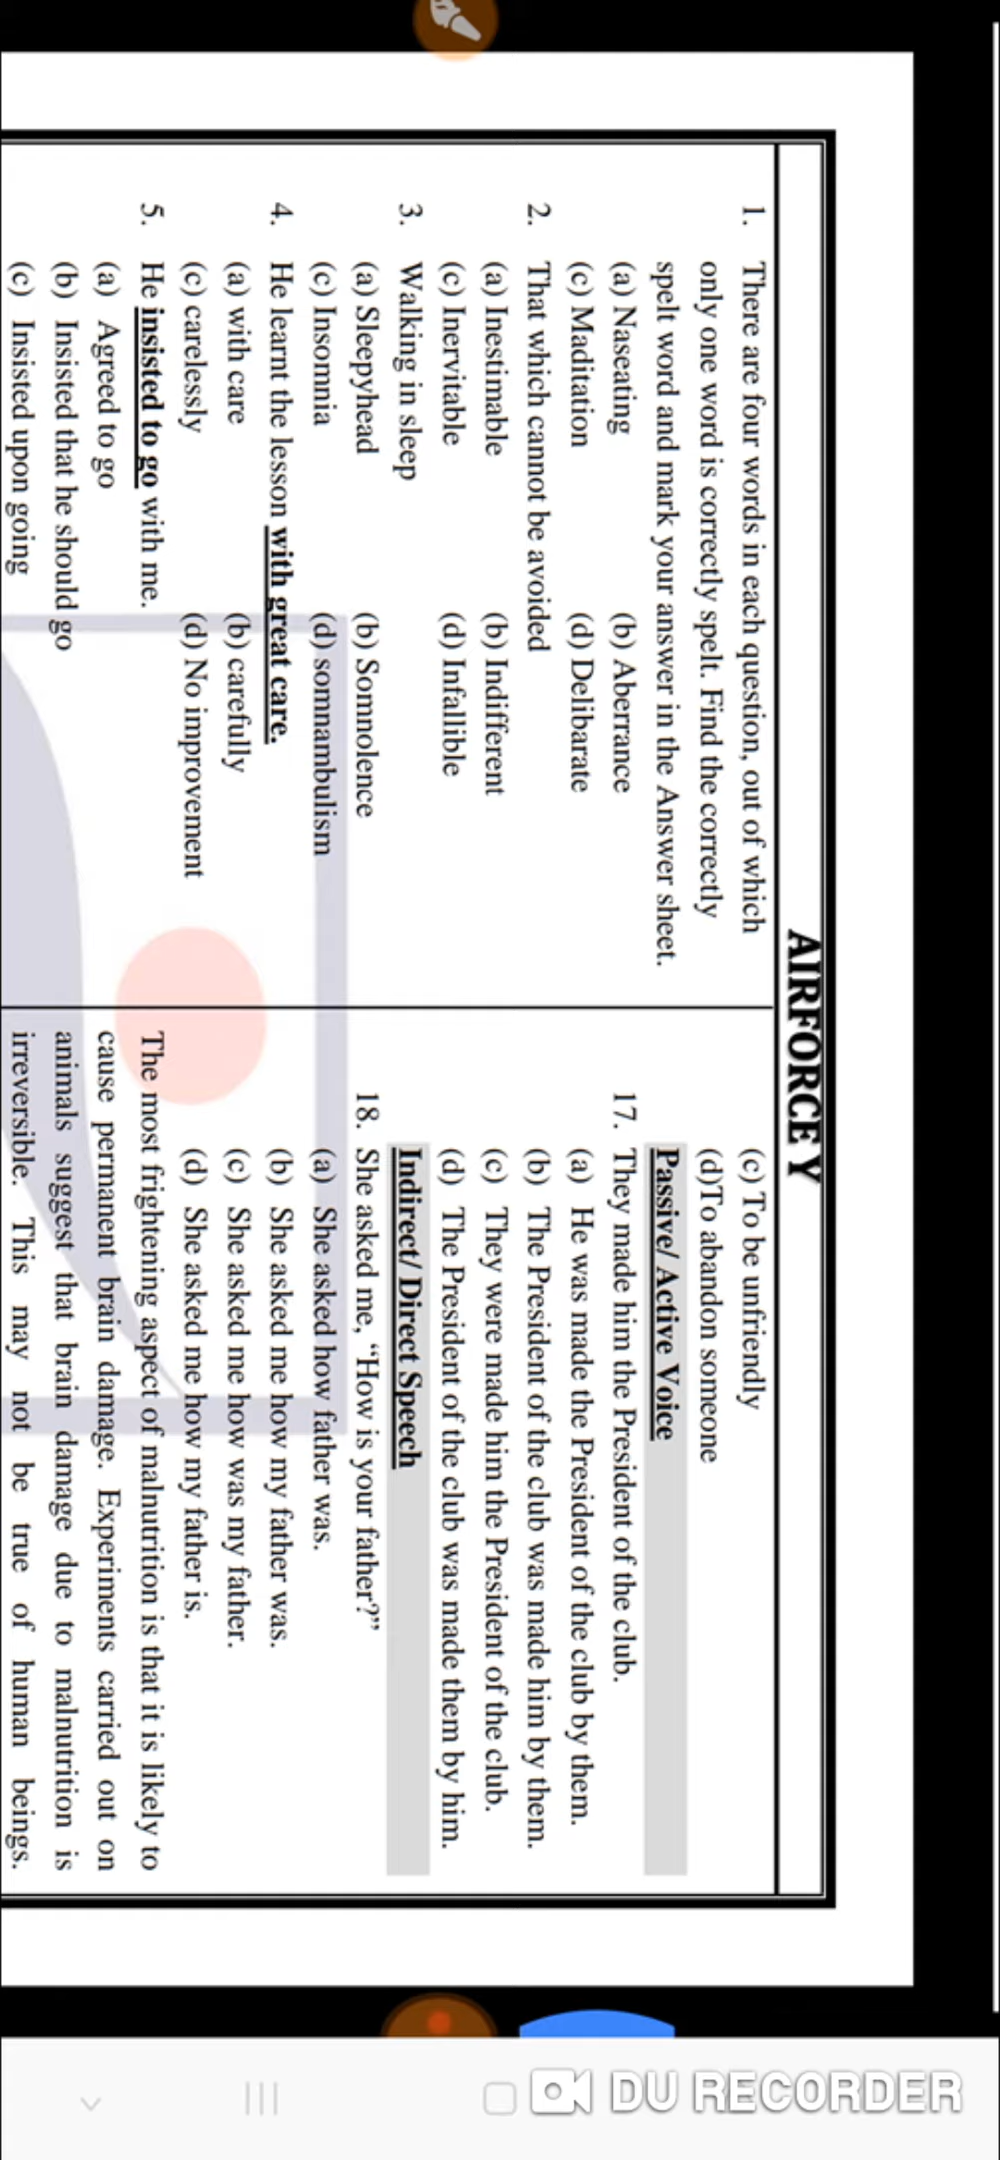 AIRFORCE Y
1. There are four words in each question, out of which
only one word is correctly spelt. Find the correctly
spelt word and mark your answer in the Answer sheet.
(a) Naseating (b) Aberrance
(c) Maditation (d) Delibarate
2. That which cannot be avoided
(a) Inestimable (b) Indifferent
(c) Inervitable (d) Infallible
3. Walking in sleep
(a) Sleepyhead (b) Somnolence
(c) Insomnia (d) somnambulism
4. He learnt the lesson with great care.
(a) with care (b) carefully
(c) carelessly (d) No improvement
5. He insisted to go with me.
(a) Agreed to go
(b) Insisted that he should go
(c) Insisted upon going
(c) To be unfriendly
(d)To abandon someone
Passive/ Active Voice
17. They made him the President of the club.
(a) He was made the President of the club by them.
(b) The President of the club was made him by them.
(c) They were made him the President of the club.
(d) The President of the club was made them by him.
Indirect/ Direct Speech
18. She asked me, “How is your father?”
(a) She asked how father was.
(b) She asked me how my father was.
(c) She asked me how was my father.
(d) She asked me how my father is.
The most frightening aspect of malnutrition is that it is likely to
cause permanent brain damage. Experiments carried out on
animals suggest that brain damage due to malnutrition is
irreversible. This may not be true of human beings.
DU RECORDER